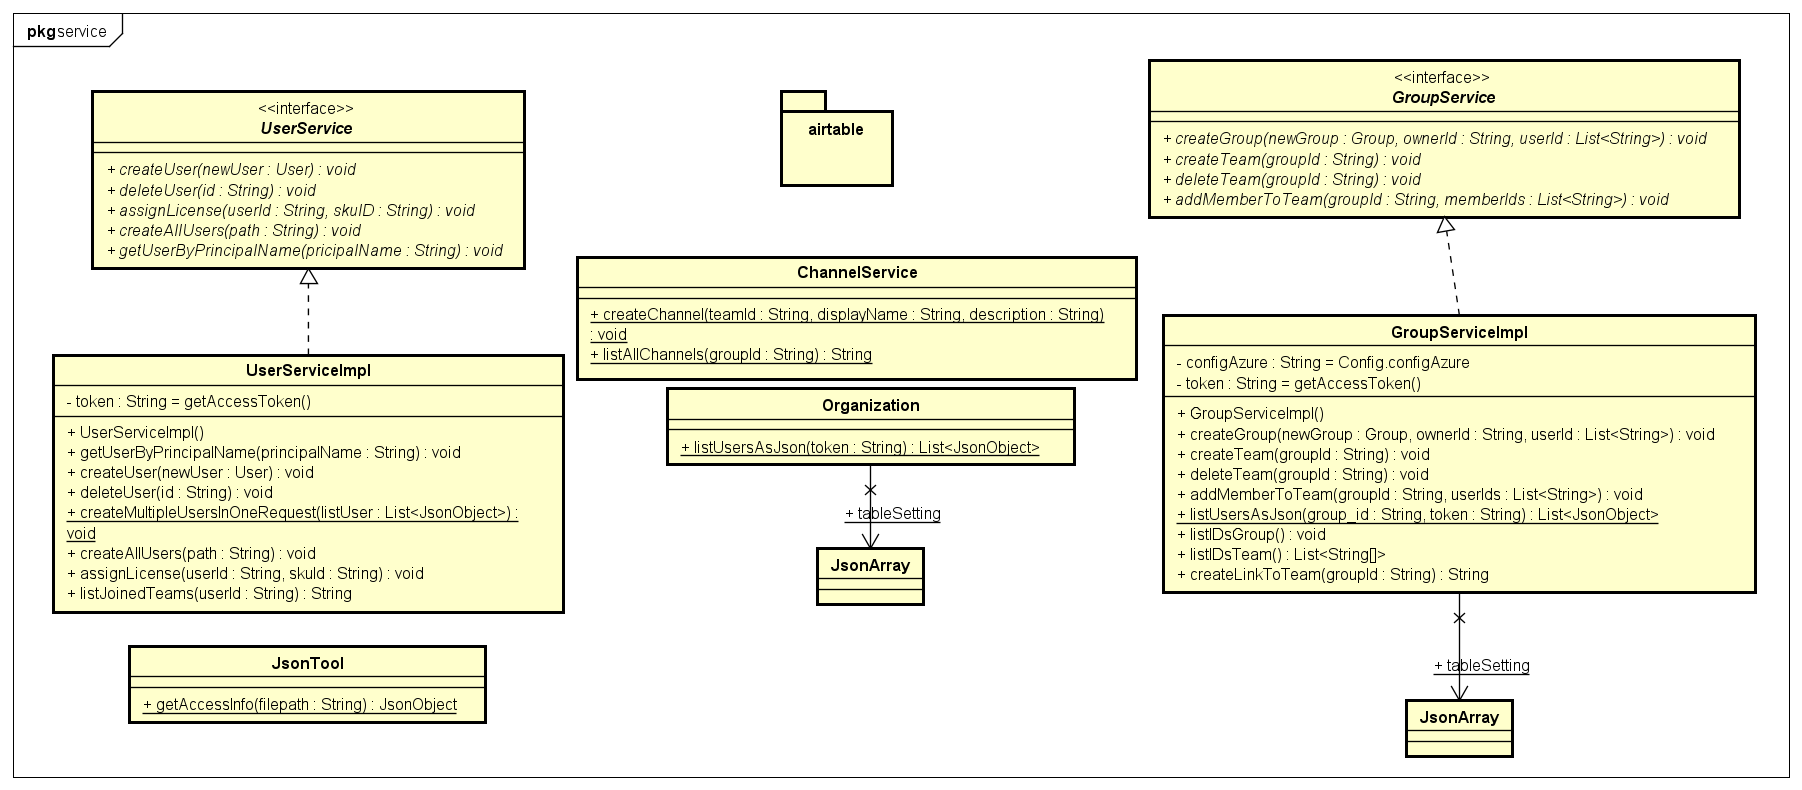 pkg service
<<interface>>
UserService
+ createUser(newUser : User) : void
+ deleteUser(id : String) : void
+ assignLicense(userId : String, skuID : String) : void
+ createAllUsers(path : String) : void
+ getUserByPrincipalName(pricipalName : String) : void
airtable
<<interface>>
GroupService
+ createGroup(newGroup : Group, ownerId : String, userId : List<String>) : void
+ createTeam(groupId : String) : void
+ deleteTeam(groupId : String) : void
+ addMemberToTeam(groupId : String, memberIds : List<String>) : void
ChannelService
+ createChannel(teamId : String, displayName : String, description : String)
: void
+ listAllChannels(groupId : String) : String
UserServiceImpl
- token : String = getAccessToken()
+ UserServiceImpl()
+ getUserByPrincipalName(principalName : String) : void
+ createUser(newUser : User) : void
+ deleteUser(id : String) : void
+ createMultipleUsersInOneRequest(listUser : List<JsonObject>) :
void
+ createAllUsers(path : String) : void
+ assignLicense(userId : String, skuId : String) : void
+ listJoinedTeams(userId : String) : String
Organization
+ listUsersAsJson(token : String) : List<JsonObject>
+ tableSetting
JsonArray
GroupServiceImpl
- configAzure : String = Config.configAzure
- token : String = getAccessToken()
+ GroupServiceImpl()
+ createGroup(newGroup : Group, ownerId : String, userId : List<String>) : void
+ createTeam(groupId : String) : void
+ deleteTeam(groupId : String) : void
+ addMemberToTeam(groupId : String, userIds : List<String>) : void
+ listUsersAsJson(group_id : String, token : String) : List<JsonObject>
+ listIDsGroup() : void
+ listIDsTeam() : List<String[]>
+ createLinkToTeam(groupId : String) : String
+ tableSetting
JsonArray
JsonTool
+ getAccessInfo(filepath : String) : JsonObject